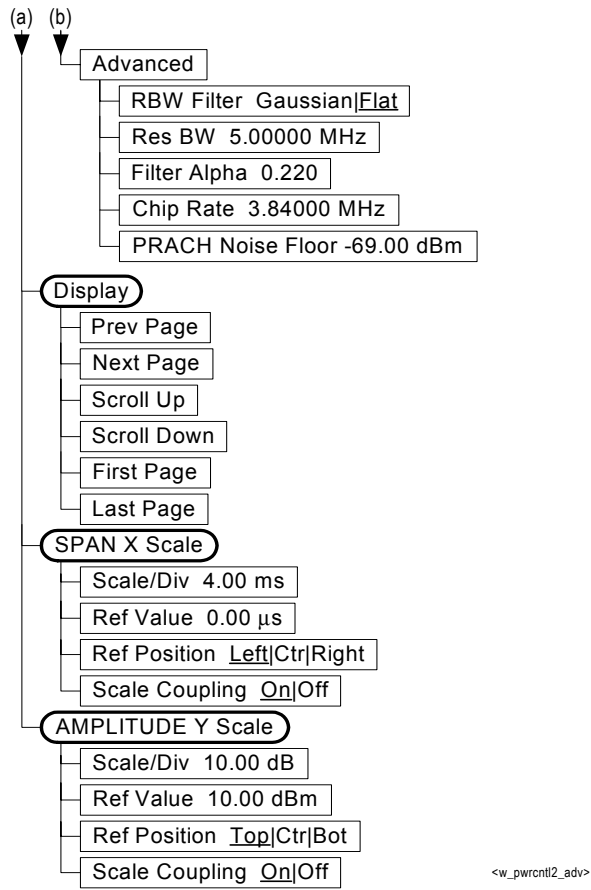 (a) (b)
Advanced
RBW Filter Gaussian|Flat
Res BW 5.00000 MHz
Filter Alpha 0.220
Chip Rate 3.84000 MHz
PRACH Noise Floor -69.00 dBm
Display
Prev Page
Next Page
Scroll Up
Scroll Down
First Page
Last Page
SPAN X Scale
Scale/Div 4.00 ms
Ref Value 0.00 μs
Ref Position Left|Ctr|Right
Scale Coupling On|Off
AMPLITUDE Y Scale
Scale/Div 10.00 dB
Ref Value 10.00 dBm
Ref Position Top|Ctr|Bot
Scale Coupling On|Off
<w_pwrcntl2_adv>